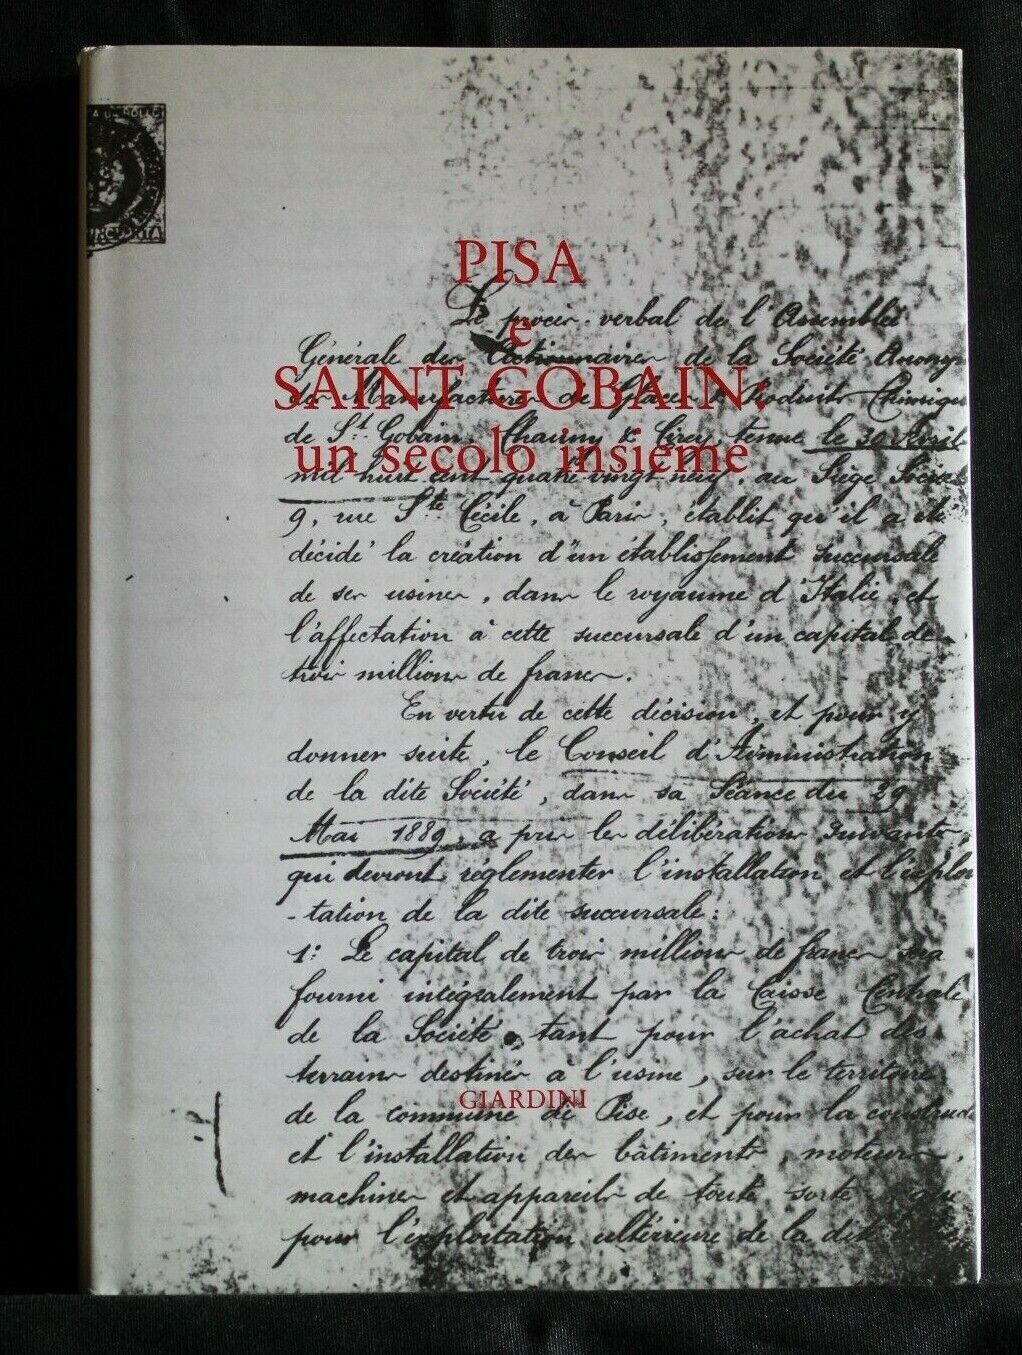 PISA
e
SAINT GOBAIN:
un secolo insieme
Le procès-verbal de l'Assemblée
Générale des Actionnaires de la Société Anonyme
des Manufactures de Glaces & Produits Chimiques
de St. Gobain, Chauny & Cirey, tenue le 30 Avril
mil huit cent quatre vingt neuf, au Siège Social
9, rue Ste Cécile, à Paris, établit qu'il a été
décidé la création d'un établissement succursale
de ses usines, dans le royaume d'Italie, et
l'affectation à cette succursale d'un capital de
trois millions de francs.
En vertu de cette décision, et pour y
donner suite, le Conseil d'Administration
de la dite Société, dans sa Séance du 29
Mai 1889, a pris les délibérations suivantes,
qui devront réglementer l'installation et l'exploi
-tation de la dite succursale:
1: Le capital de trois millions de francs sera
fourni intégralement par la Caisse Centrale
de la Société, tant pour l'achat des
terrains destinés à l'usine, sur le territoire
de la commune de Pise, et pour la construc
et l'installation des bâtiments, moteurs,
machines et appareils de toute sorte, que
pour l'exploitation ultérieure de la dite
GIARDINI